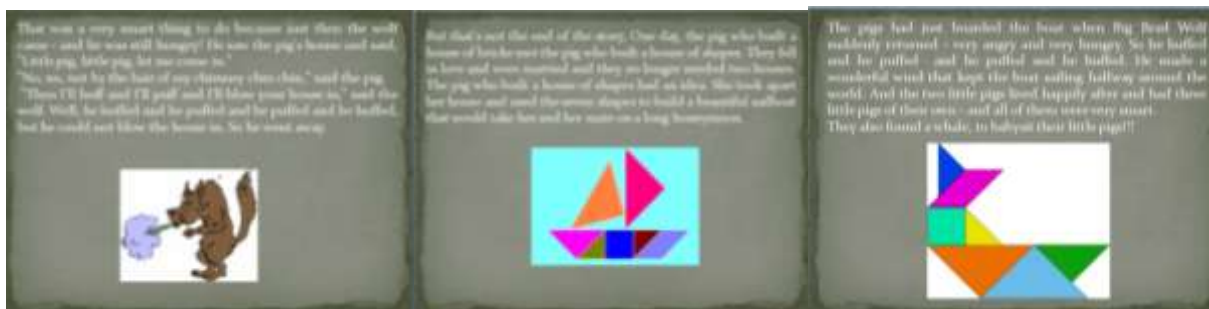 That was a very smart thing to do because just then the wolf
came - and he was still hungry! He saw the pig's house and said,
"Little pig, little pig, let me come in."
"No, no, not by the hair of my chinney chin chin," said the pig.
"Then I'll huff and I'll puff and I'll blow your house in," said the
wolf. Well, he huffed and he puffed and he puffed and he huffed,
but he could not blow the house in. So he went away.
But that's not the end of the story. One day, the pig who built a
house of bricks met the pig who built a house of shapes. They fell
in love and were married and they no longer needed two houses.
The pig who built a house of shapes had an idea. She took apart
her house and used the seven shapes to build a beautiful sailboat
that would take her and her mate on a long honeymoon.
The pigs had just boarded the boat when Big Bead Wolf
suddenly returned - very angry and very hungry. So he huffed
and he puffed - and he puffed and he huffed. He made a
wonderful wind that kept the boat sailing halfway around the
world. And the two little pigs lived happily after and had three
little pigs of their own - and all of them were very smart.
They also found a whale, to babysit their little pigs!!!